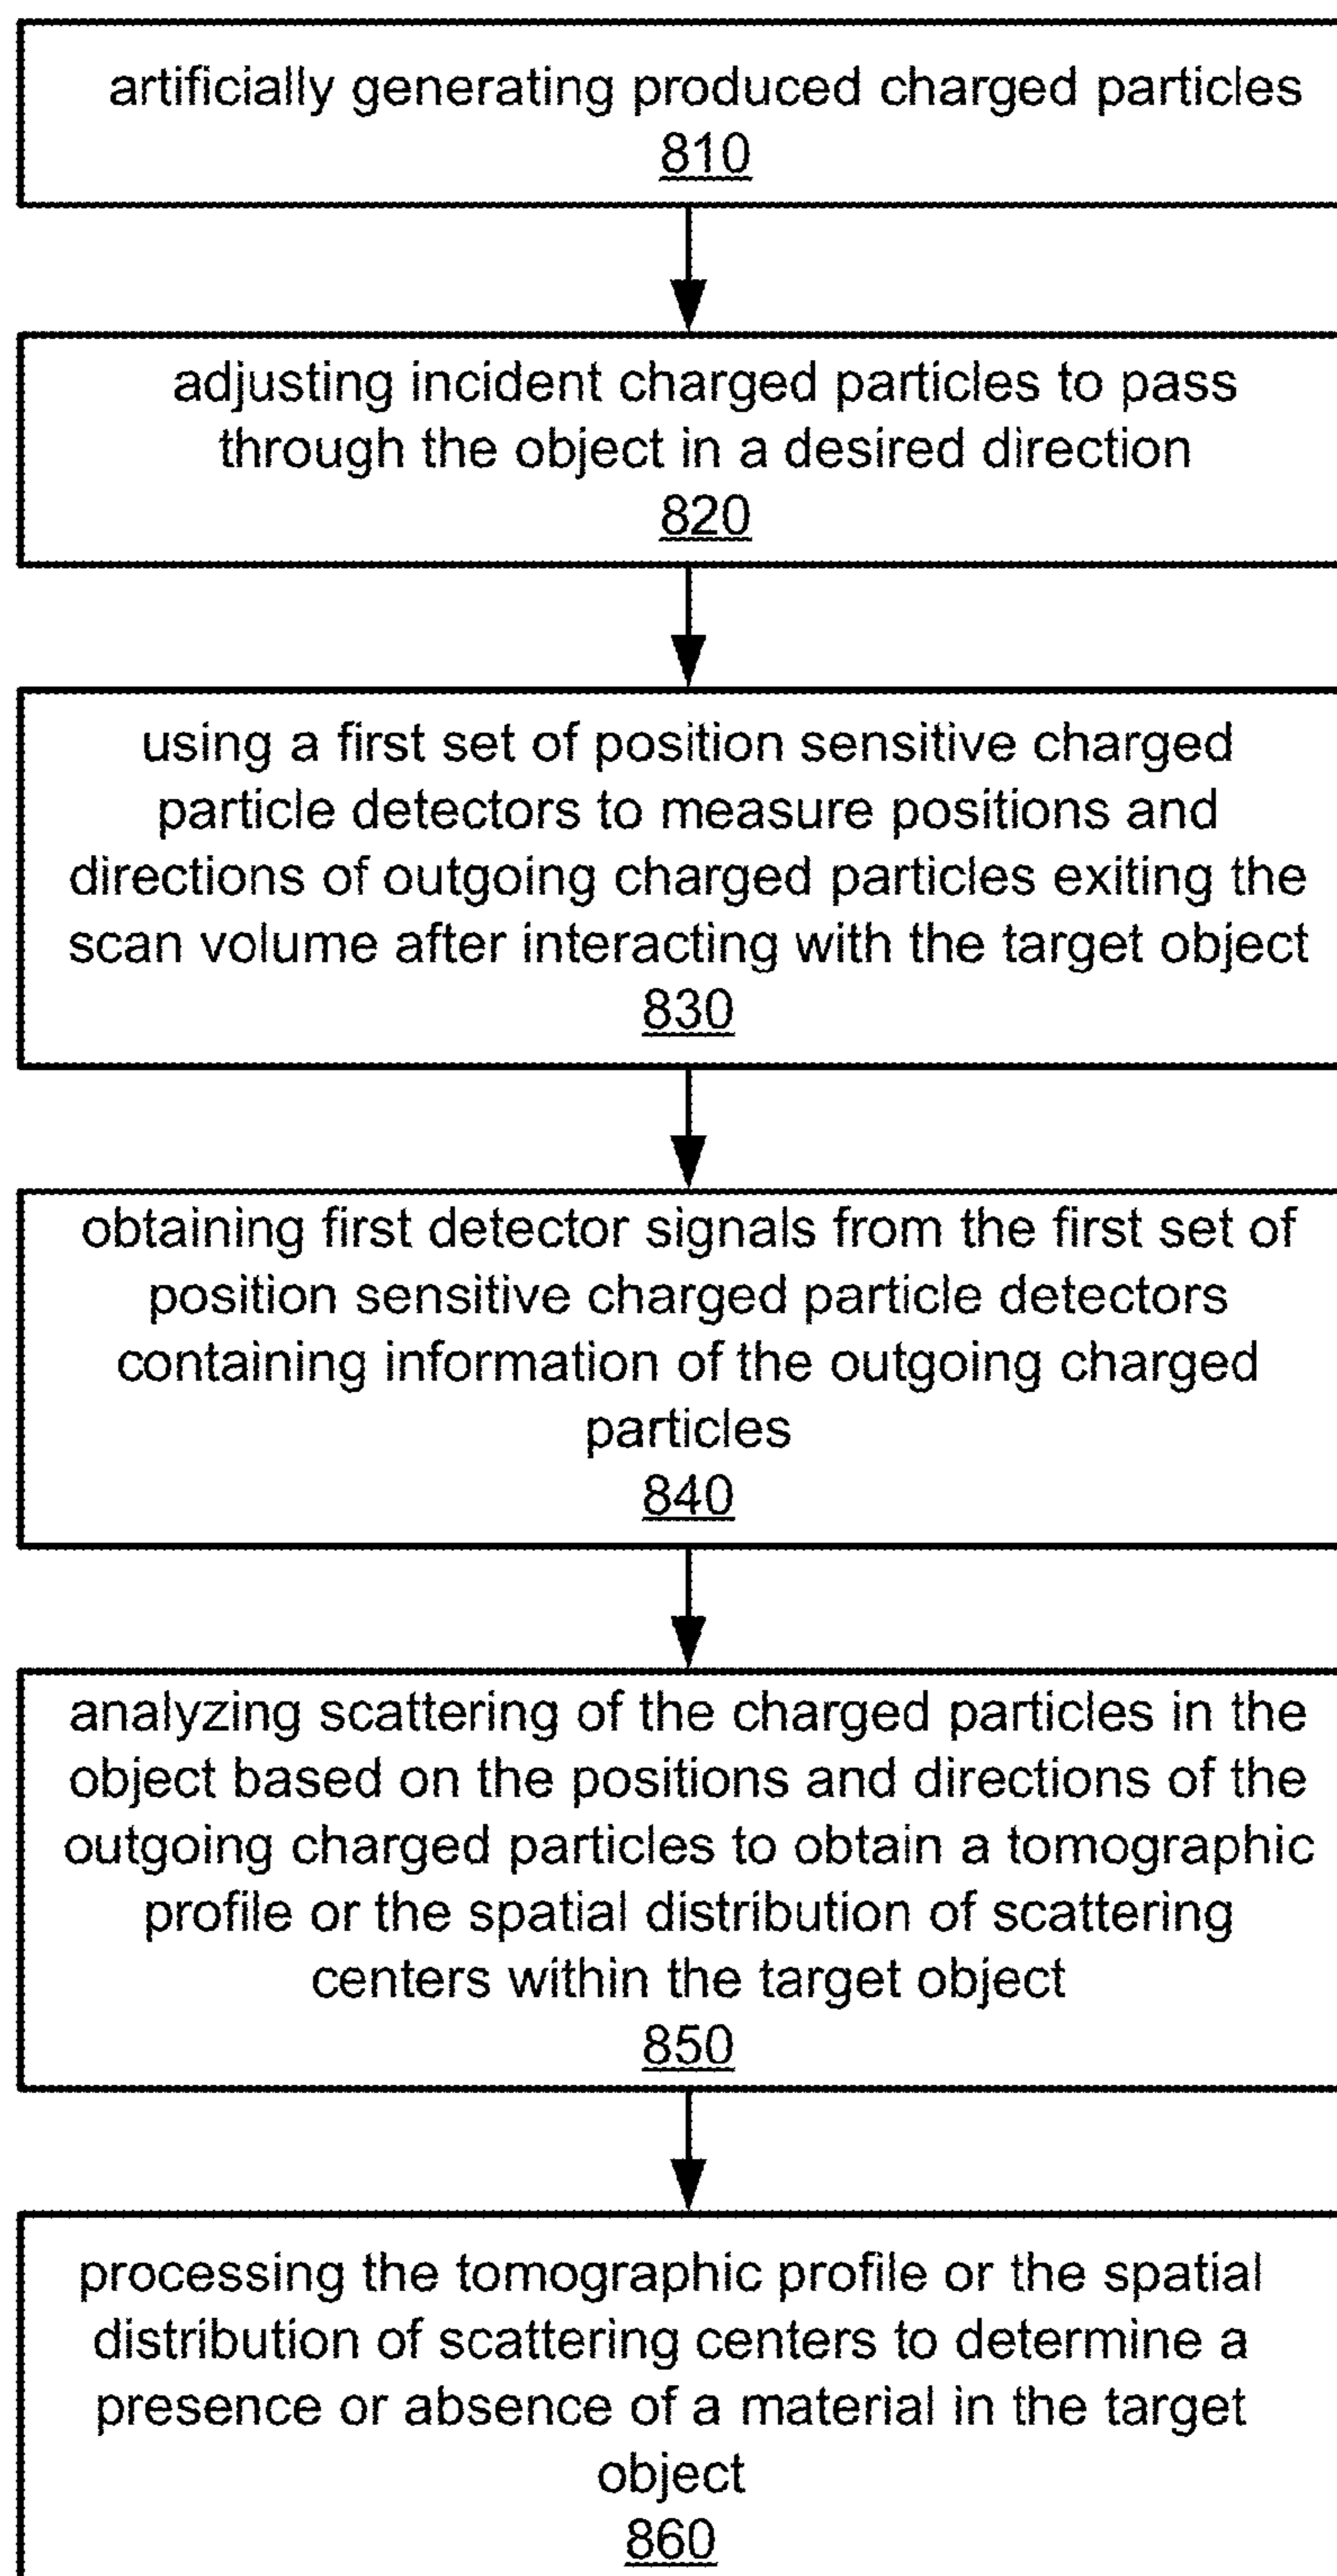 artificially generating produced charged particles
810
adjusting incident charged particles to pass
through the object in a desired direction
820
using a first set of position sensitive charged
particle detectors to measure positions and
directions of outgoing charged particles exiting the
scan volume after interacting with the target object
830
obtaining first detector signals from the first set of
position sensitive charged particle detectors
containing information of the outgoing charged
particles
840
analyzing scattering of the charged particles in the
object based on the positions and directions of the
outgoing charged particles to obtain a tomographic
profile or the spatial distribution of scattering
centers within the target object
850
processing the tomographic profile or the spatial
distribution of scattering centers to determine a
presence or absence of a material in the target
object
860